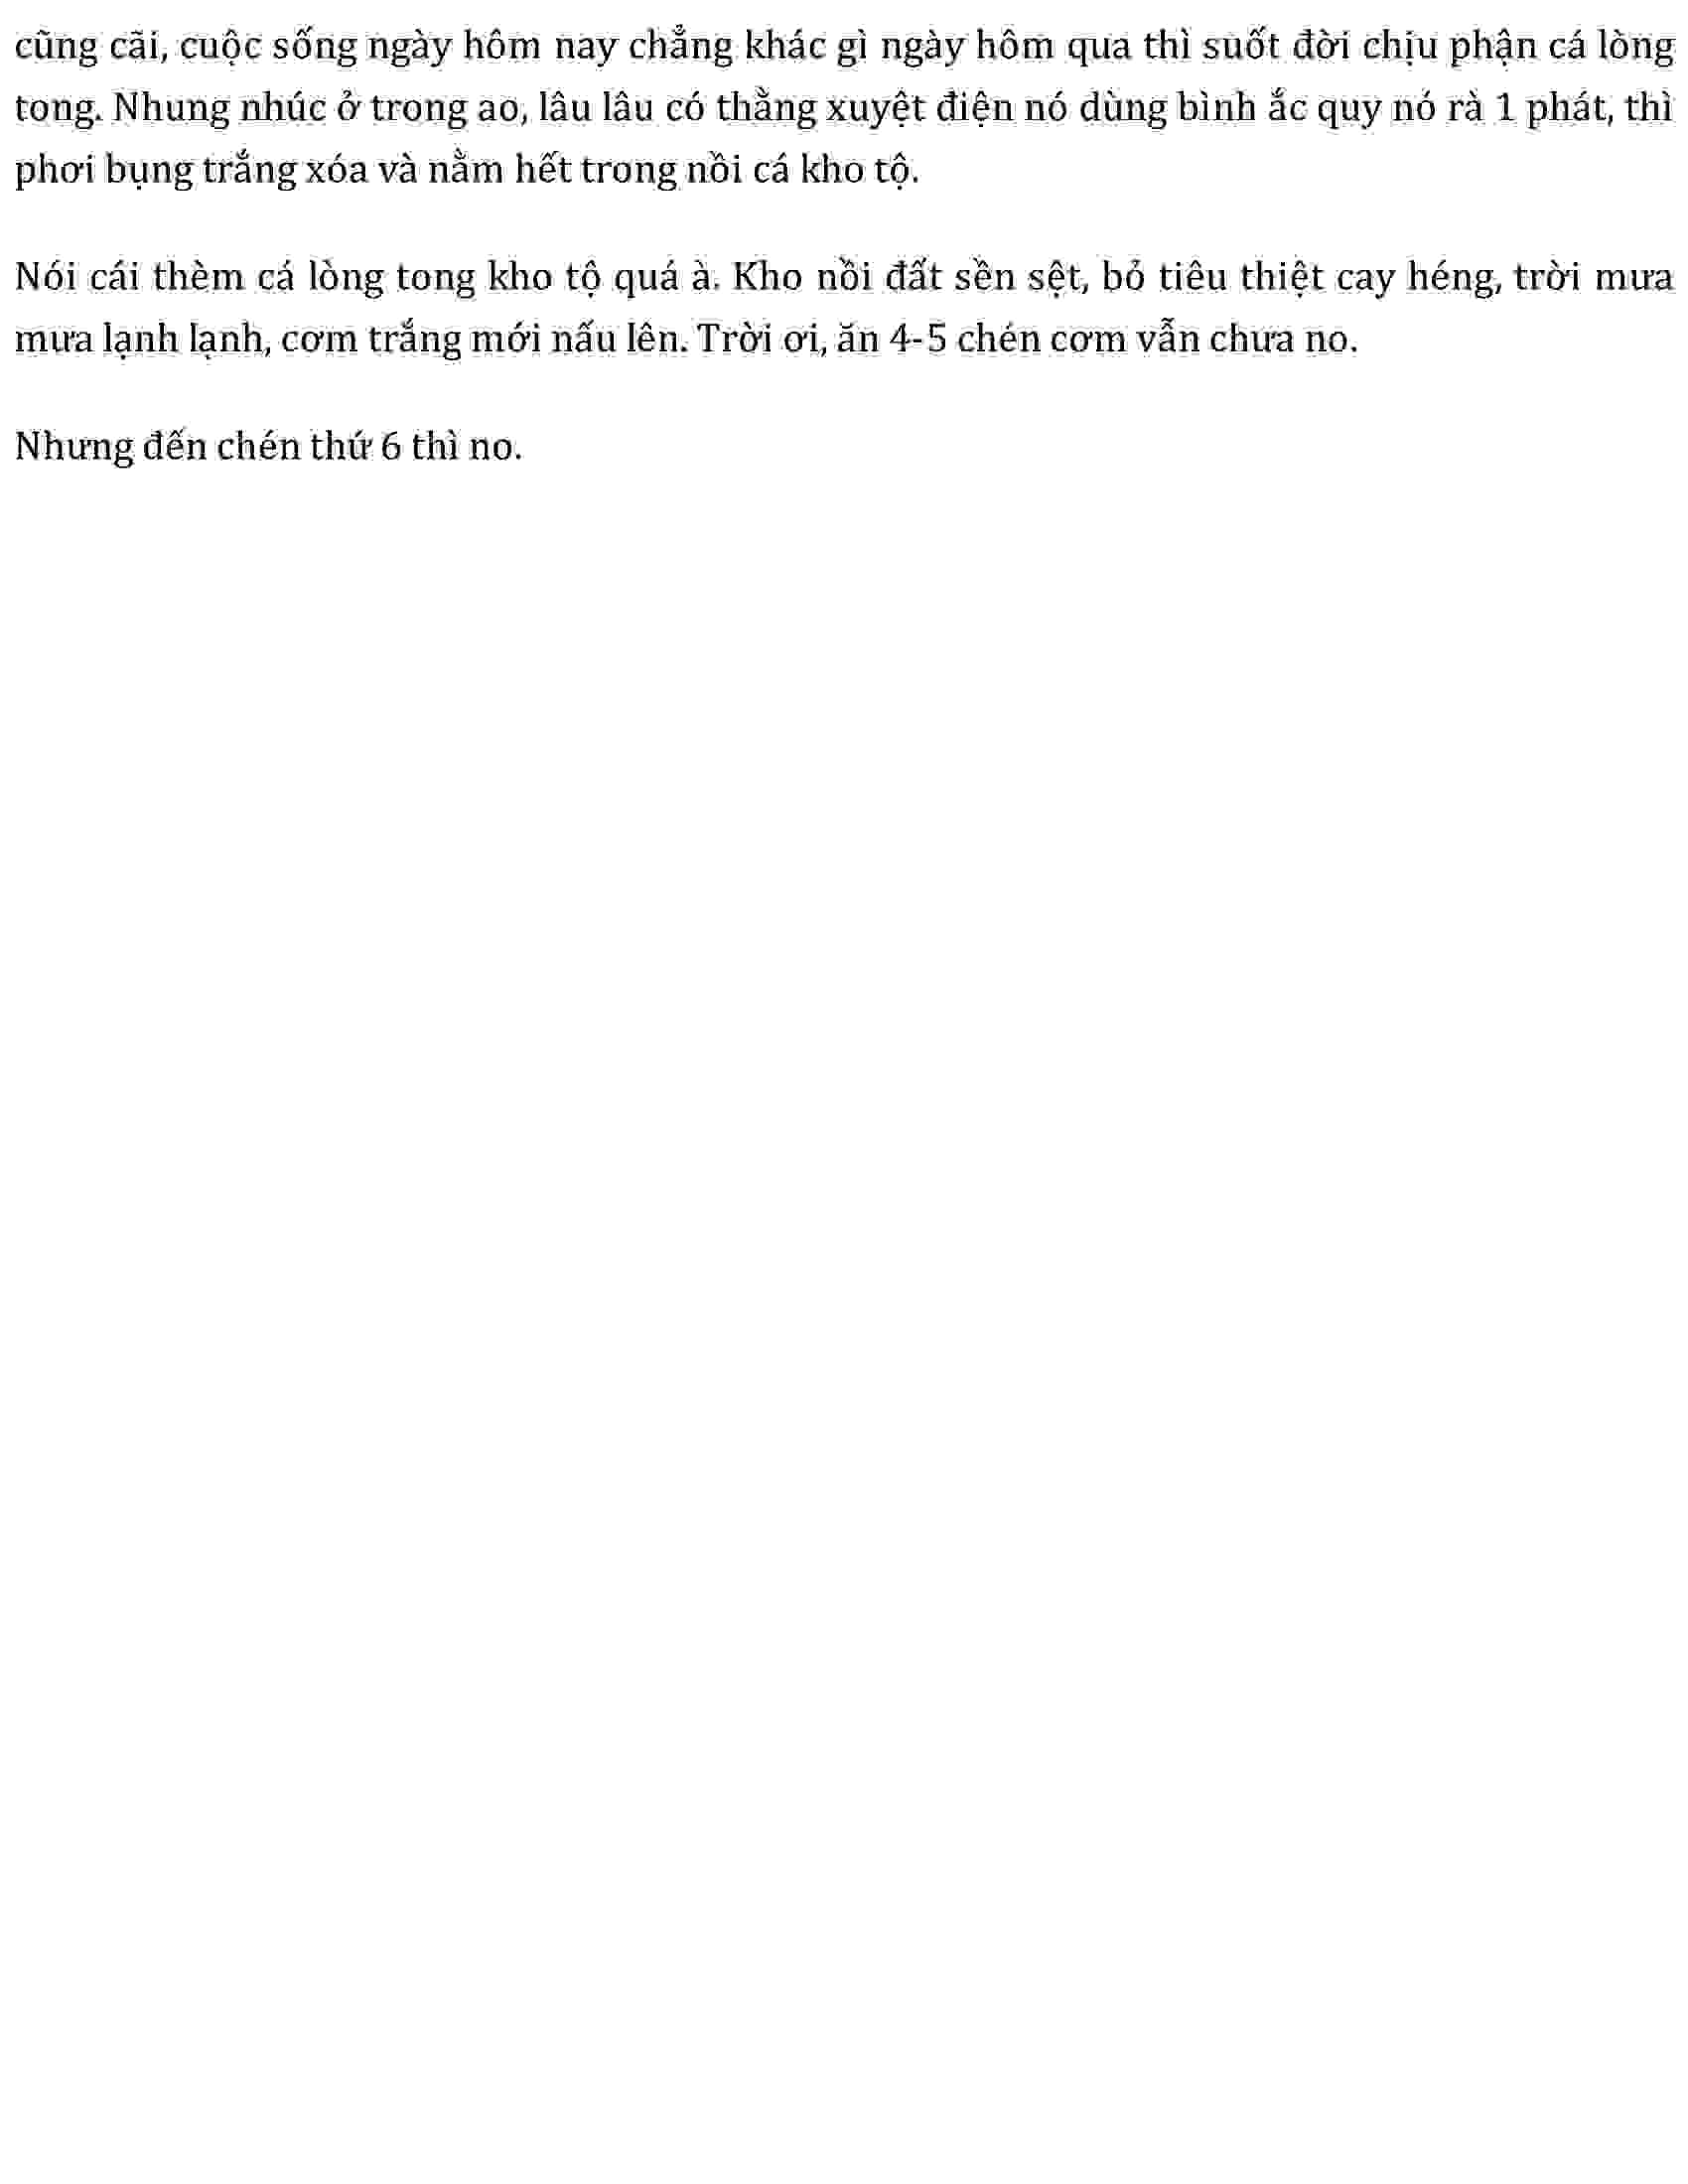 cũng cãi, cuộc sống ngày hôm nay chẳng khác gì ngày hôm qua thì suốt đời chịu phận cá lòng
tong. Nhung nhúc ở trong ao, lâu lâu có thằng xuyệt điện nó dùng bình ắc quy nó rà 1 phát, thì
phơi bụng trắng xóa và nằm hết trong nồi cá kho tộ.
Nói cái thèm cá lòng tong kho tộ quá à. Kho nồi đất sền sệt, bỏ tiêu thiệt cay héng, trời mưa
mưa lạnh lạnh, cơm trắng mới nấu lên. Trời ơi, ăn 4-5 chén cơm vẫn chưa no.
Nhưng đến chén thứ 6 thì no.